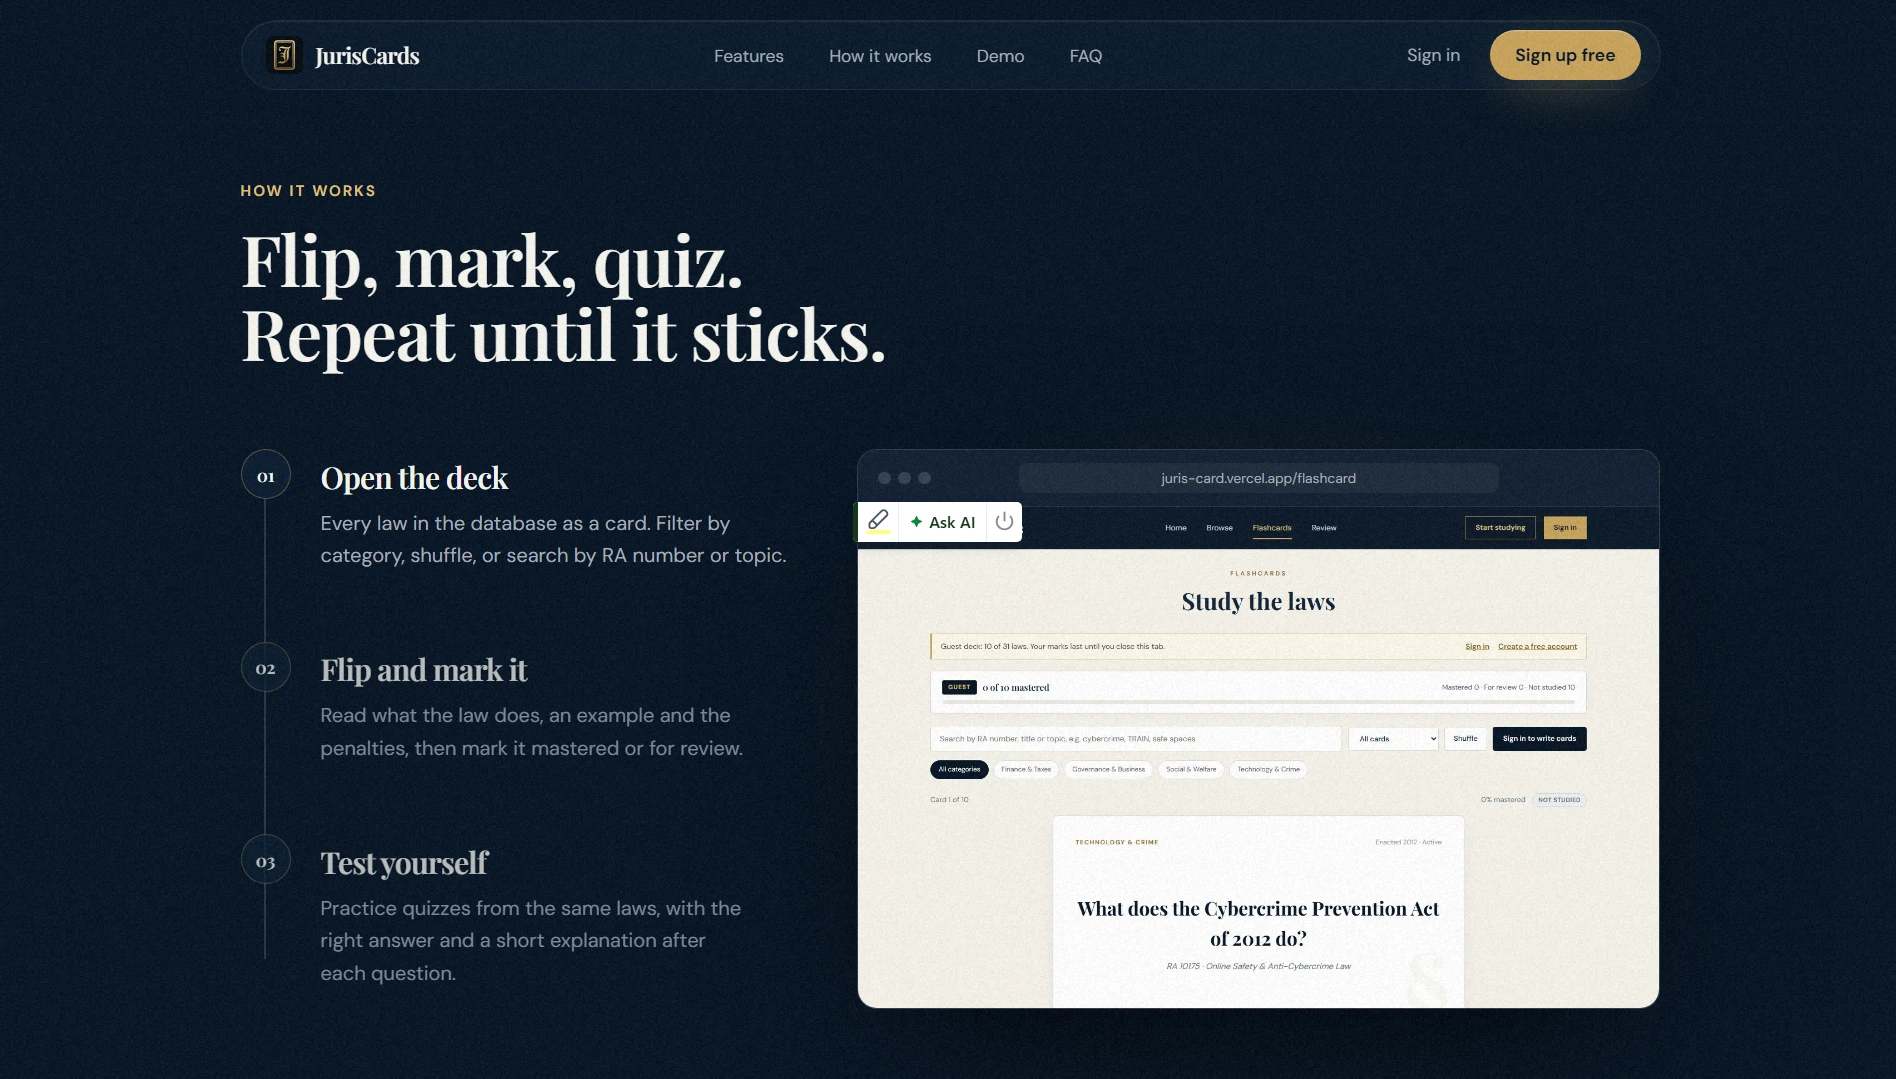 JurisCards
Features
How it works
Demo
FAQ
Sign in
Sign up free
HOW IT WORKS
Flip, mark, quiz.
Repeat until it sticks.
01
Open the deck
Every law in the database as a card. Filter by
category, shuffle, or search by RA number or topic.
02
Flip and mark it
Read what the law does, an example and the
penalties, then mark it mastered or for review.
03
Test yourself
Practice quizzes from the same laws, with the
right answer and a short explanation after
each question.
juris-card.vercel.app/flashcard
Ask AI
Home
Browse
Flashcards
Review
Start studying
Sign in
FLASHCARDS
Study the laws
Guest deck: 10 of 31 laws. Your marks last until you close this tab.
Sign in
Create a free account
GUEST
0 of 10 mastered
Mastered 0 · For review 0 · Not studied 10
Search by RA number, title or topic, e.g. cybercrime, TRAIN, safe spaces
All cards
Shuffle
Sign in to write cards
All categories
Finance & Taxes
Governance & Business
Social & Welfare
Technology & Crime
Card 1 of 10
0% mastered
NOT STUDIED
TECHNOLOGY & CRIME
Enacted 2012 · Active
What does the Cybercrime Prevention Act
of 2012 do?
RA 10175 · Online Safety & Anti-Cybercrime Law
§